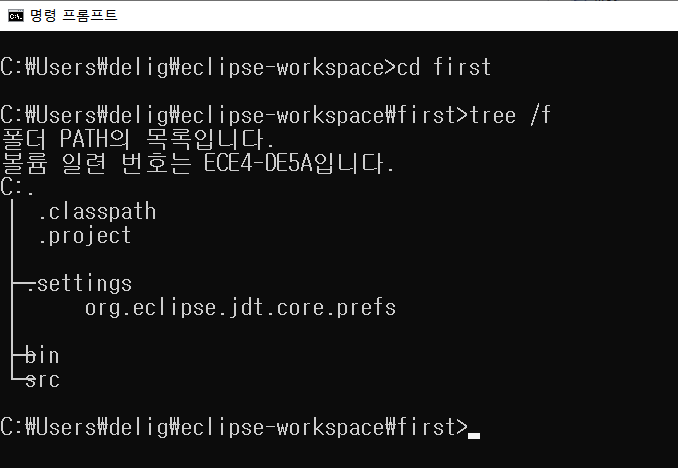 명령 프롬프트
C:₩Users₩delig₩eclipse-workspace>cd first
C:₩Users₩delig₩eclipse-workspace₩first>tree /f
폴더 PATH의 목록입니다.
볼륨 일련 번호는 ECE4-DE5A입니다.
C:.
│  .classpath
│  .project
│
├─.settings
│      org.eclipse.jdt.core.prefs
│
├─bin
└─src
C:₩Users₩delig₩eclipse-workspace₩first>